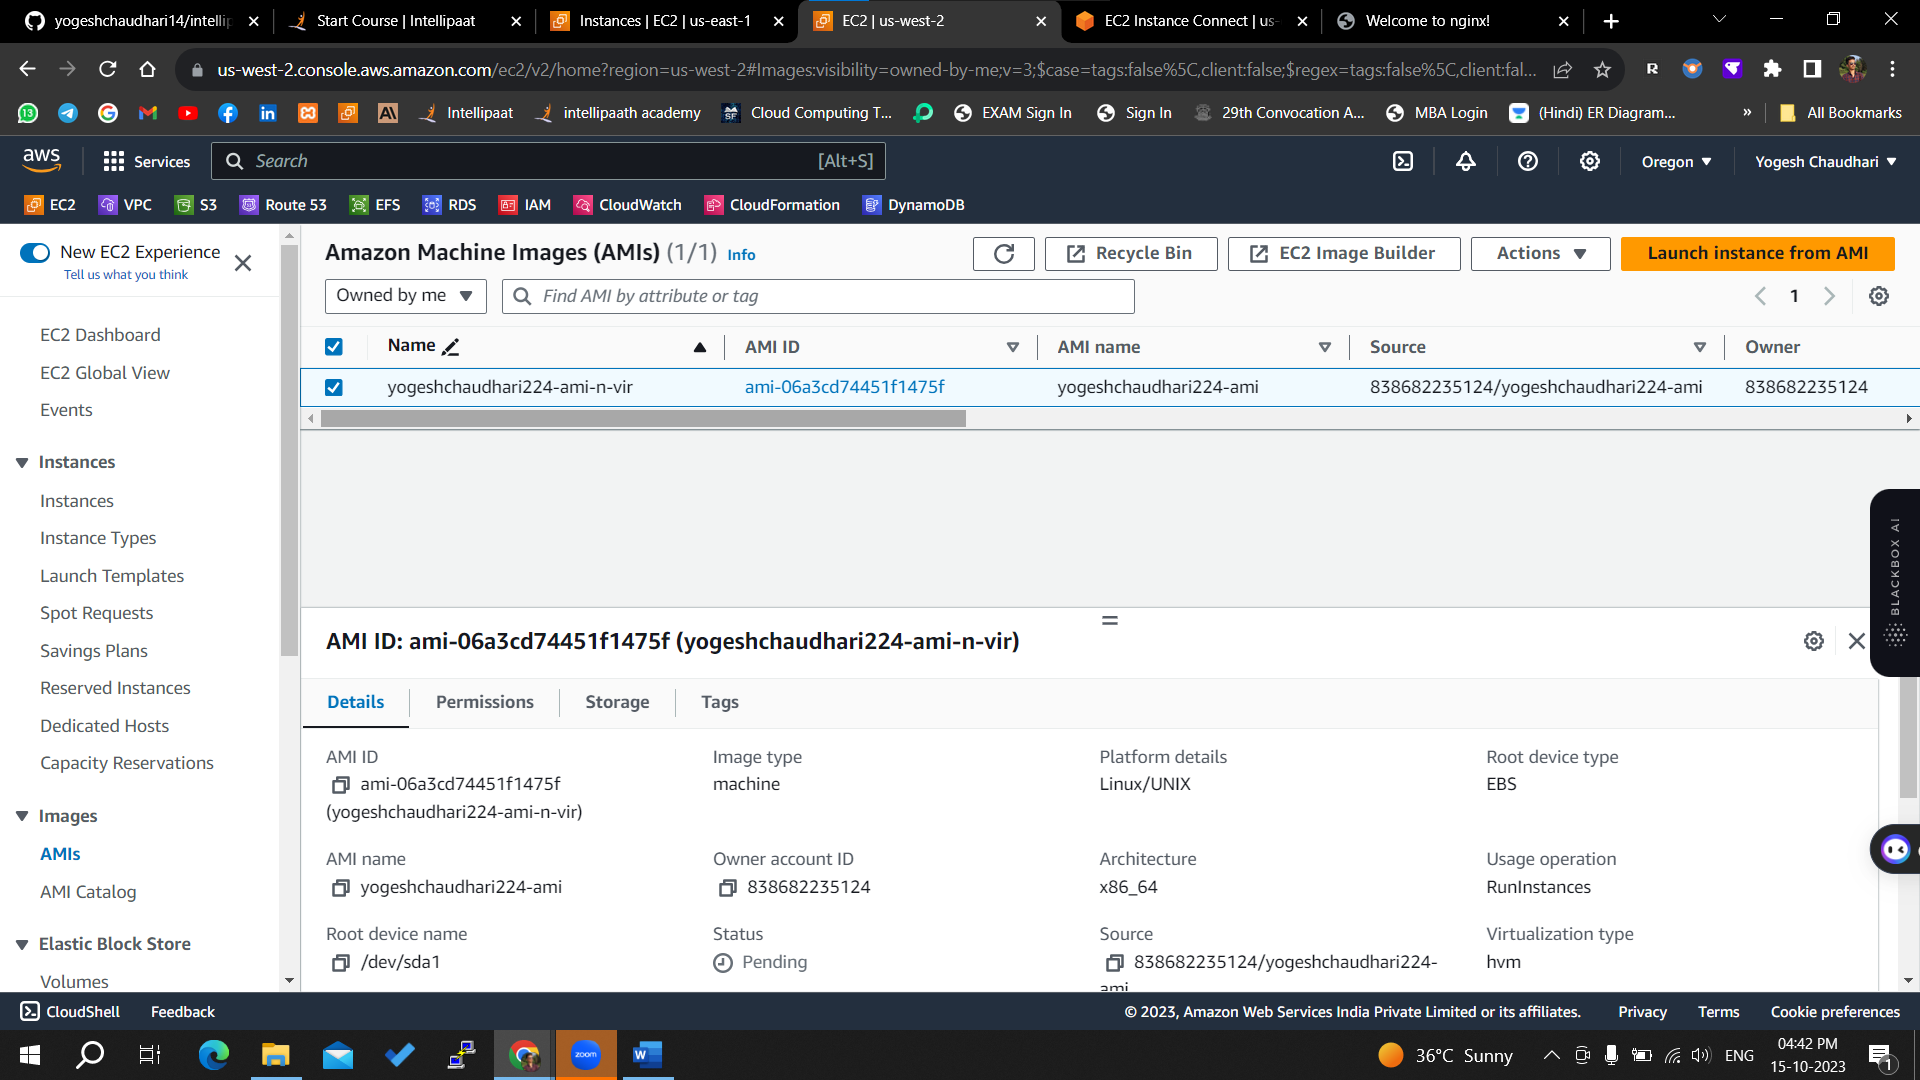 yogeshchaudhari14/intellip
Start Course | Intellipaat
Instances | EC2 | us-east-1
EC2 | us-west-2
EC2 Instance Connect | us-
Welcome to nginx!
us-west-2.console.aws.amazon.com/ec2/v2/home?region=us-west-2#Images:visibility=owned-by-me;v=3;$case=tags:false%5C,client:false;$regex=tags:false%5C,client:fal...
Intellipaat
intellipaath academy
Cloud Computing T...
EXAM Sign In
Sign In
29th Convocation A...
MBA Login
(Hindi) ER Diagram...
»
All Bookmarks
aws
Services
Search
[Alt+S]
Oregon
Yogesh Chaudhari
EC2
VPC
S3
Route 53
EFS
RDS
IAM
CloudWatch
CloudFormation
DynamoDB
New EC2 Experience
Tell us what you think
EC2 Dashboard
EC2 Global View
Events
Instances
Instances
Instance Types
Launch Templates
Spot Requests
Savings Plans
Reserved Instances
Dedicated Hosts
Capacity Reservations
Images
AMIs
AMI Catalog
Elastic Block Store
Volumes
Amazon Machine Images (AMIs) (1/1) Info
Recycle Bin
EC2 Image Builder
Actions
Launch instance from AMI
Owned by me
Find AMI by attribute or tag
1
Name
AMI ID
AMI name
Source
Owner
yogeshchaudhari224-ami-n-vir
ami-06a3cd74451f1475f
yogeshchaudhari224-ami
838682235124/yogeshchaudhari224-ami
838682235124
BLACKBOX AI
AMI ID: ami-06a3cd74451f1475f (yogeshchaudhari224-ami-n-vir)
Details
Permissions
Storage
Tags
AMI ID
ami-06a3cd74451f1475f
(yogeshchaudhari224-ami-n-vir)
Image type
machine
Platform details
Linux/UNIX
Root device type
EBS
AMI name
yogeshchaudhari224-ami
Owner account ID
838682235124
Architecture
x86_64
Usage operation
RunInstances
Root device name
/dev/sda1
Status
Pending
Source
838682235124/yogeshchaudhari224-
ami
Virtualization type
hvm
CloudShell
Feedback
© 2023, Amazon Web Services India Private Limited or its affiliates.
Privacy
Terms
Cookie preferences
zoom
36°C Sunny
ENG
04:42 PM
15-10-2023
1